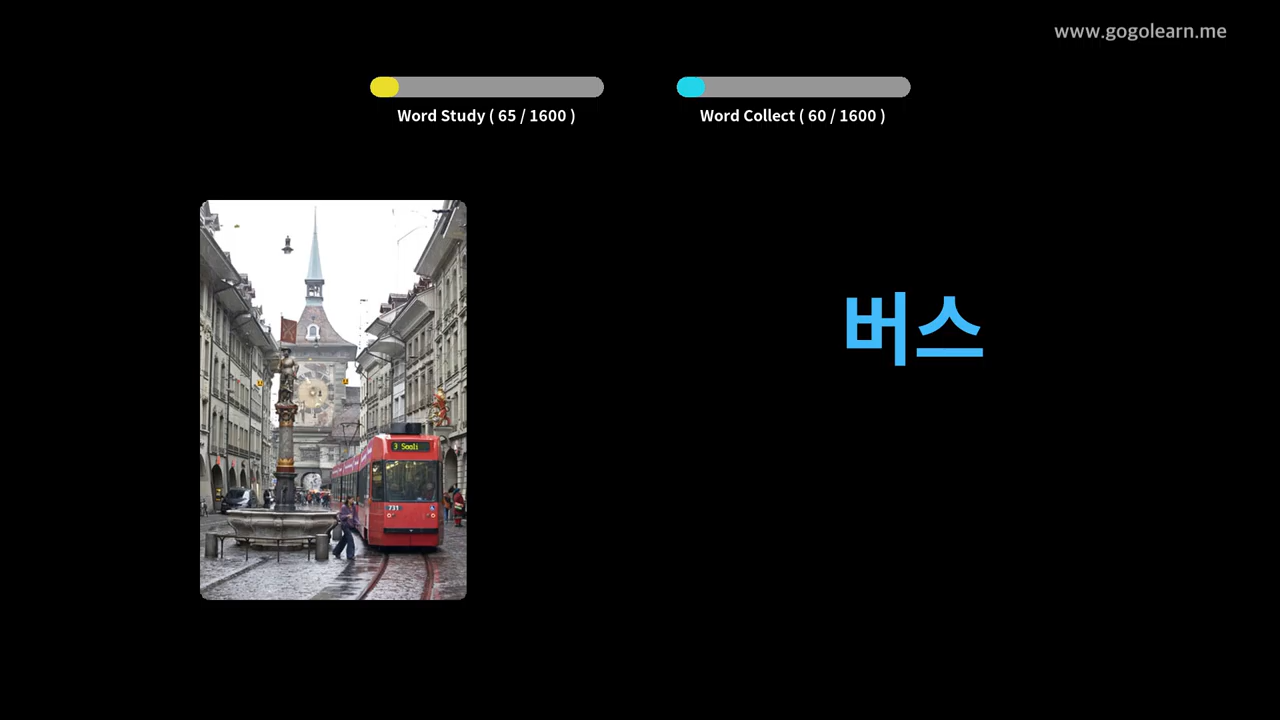 www.gogolearn.me
Word Study ( 65 / 1600 )
Word Collect ( 60 / 1600 )
버스
3 Saali
731